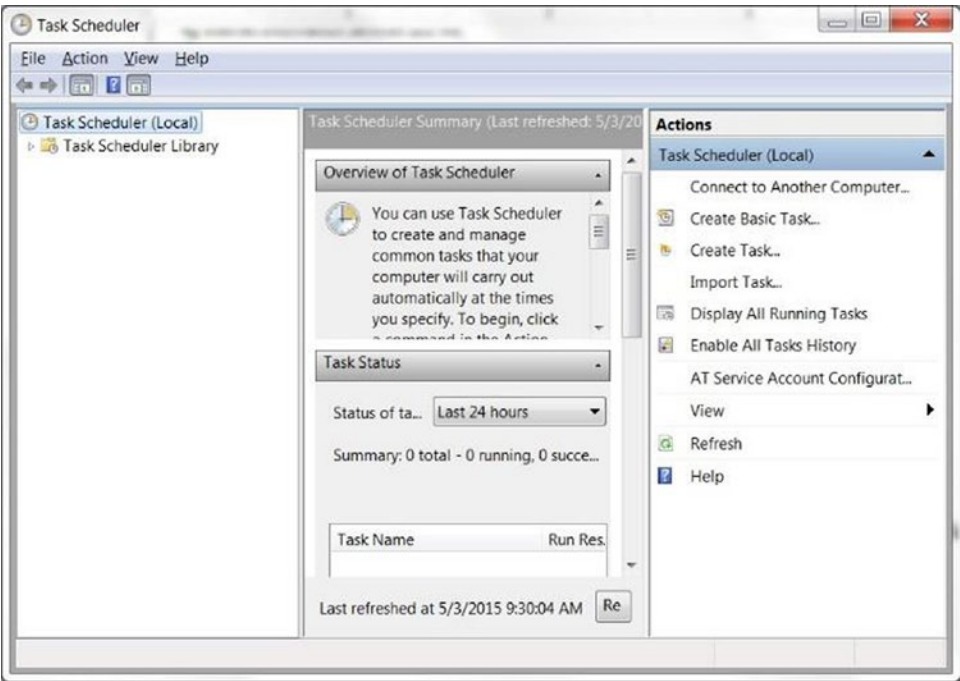 Task Scheduler
File Action View Help
Task Scheduler (Local)
Task Scheduler Library
Task Scheduler Summary (Last refreshed: 5/3/20
Overview of Task Scheduler
You can use Task Scheduler
to create and manage
common tasks that your
computer will carry out
automatically at the times
you specify. To begin, click
a command in the Action
Task Status
Status of ta... Last 24 hours
Summary: 0 total - 0 running, 0 succe...
Task Name Run Res.
Last refreshed at 5/3/2015 9:30:04 AM Re
Actions
Task Scheduler (Local)
Connect to Another Computer...
Create Basic Task...
Create Task...
Import Task...
Display All Running Tasks
Enable All Tasks History
AT Service Account Configurat...
View
Refresh
Help